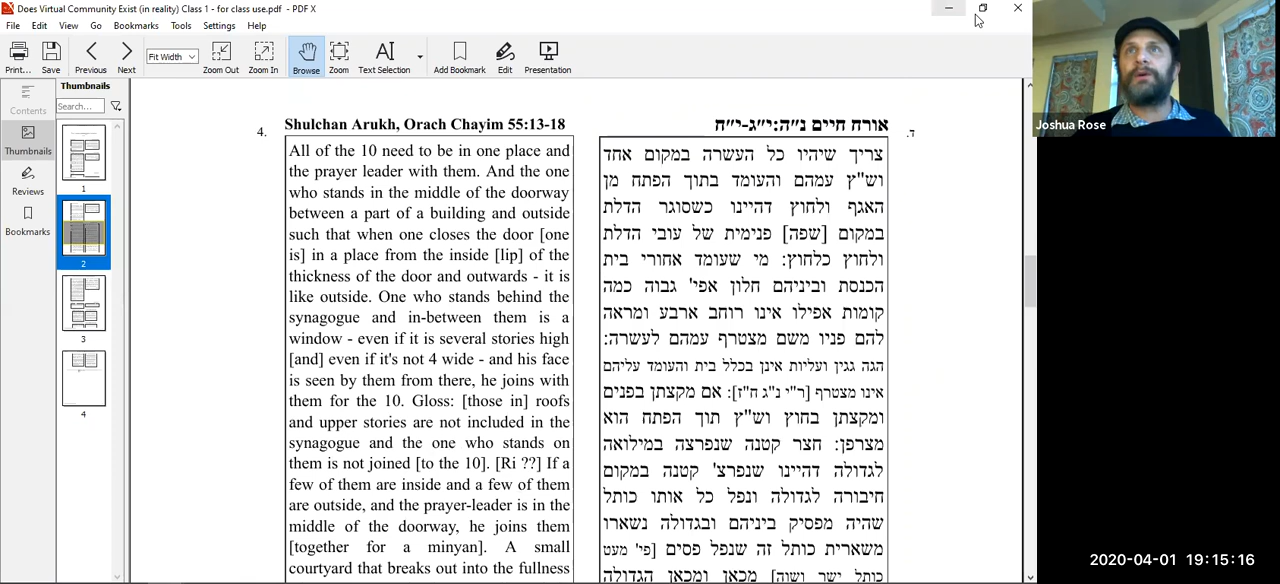 Does Virtual Community Exist (in reality) Class 1 - for class use.pdf - PDF X
File Edit View Go Bookmarks Tools Settings Help
Print... Save Previous Next Fit Width Zoom Out Zoom In Browse Zoom Text Selection Add Bookmark Edit Presentation
Contents
Thumbnails
Reviews
Bookmarks
Thumbnails
Search...
1
2
3
4
4.
Shulchan Arukh, Orach Chayim 55:13-18
All of the 10 need to be in one place and
the prayer leader with them. And the one
who stands in the middle of the doorway
between a part of a building and outside
such that when one closes the door [one
is] in a place from the inside [lip] of the
thickness of the door and outwards - it is
like outside. One who stands behind the
synagogue and in-between them is a
window - even if it is several stories high
[and] even if it's not 4 wide - and his face
is seen by them from there, he joins with
them for the 10. Gloss: [those in] roofs
and upper stories are not included in the
synagogue and the one who stands on
them is not joined [to the 10]. [Ri ??] If a
few of them are inside and a few of them
are outside, and the prayer-leader is in the
middle of the doorway, he joins them
[together for a minyan]. A small
courtyard that breaks out into the fullness
ד.
אורח חיים נ״ה:י״ג-י״ח
צריך שיהיו כל העשרה במקום אחד
וש"ץ עמהם והעומד בתוך הפתח מן
האגף ולחוץ דהיינו כשסוגר הדלת
במקום [שפה] פנימית של עובי הדלת
ולחוץ כלחוץ: מי שעומד אחורי בית
הכנסת וביניהם חלון אפי' גבוה כמה
קומות אפילו אינו רוחב ארבע ומראה
להם פניו משם מצטרף עמהם לעשרה:
הגה גגין ועליות אינן בכלל בית והעומד עליהם
אינו מצטרף [ר"י נ"ג ח"ז]: אם מקצתן בפנים
ומקצתן בחוץ וש"ץ תוך הפתח הוא
מצרפן: חצר קטנה שנפרצה במילואה
לגדולה דהיינו שנפרצ' קטנה במקום
חיבורה לגדולה ונפל כל אותו כותל
שהיה מפסיק ביניהם ובגדולה נשארו
משארית כותל זה שנפל פסים [פי' מעט
כותל ישר ושוה] מכאן ומכאן הגדולה
Joshua Rose
2020-04-01 19:15:16